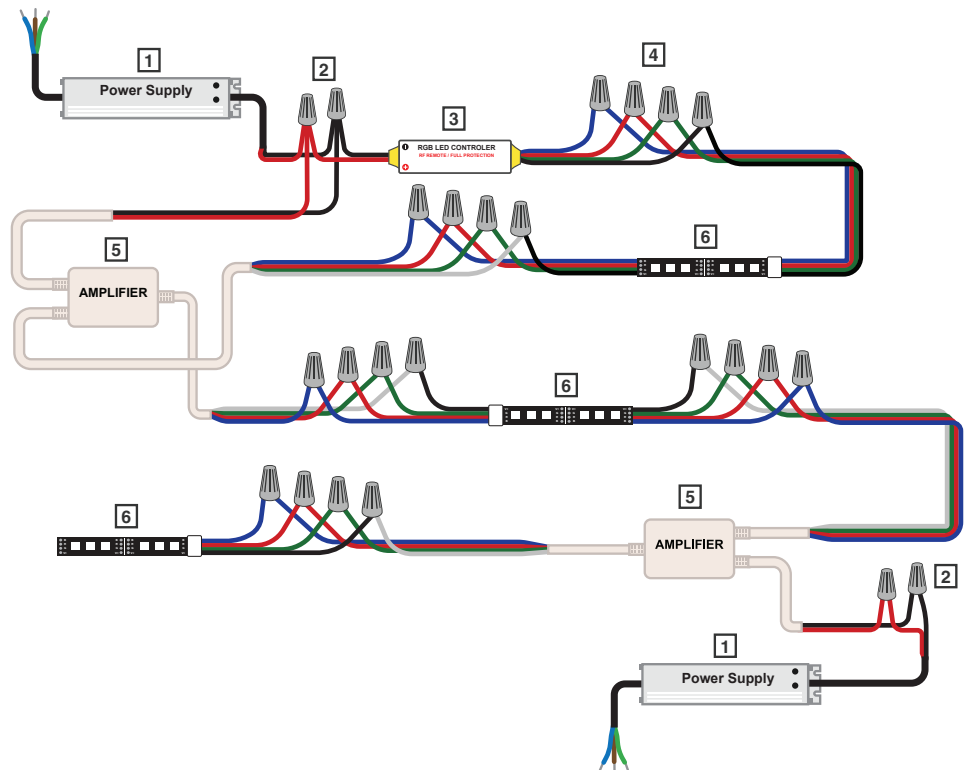 1
Power Supply
2
3
RGB LED CONTROLER
RF REMOTE / FULL PROTECTION
4
5
AMPLIFIER
6
6
6
5
AMPLIFIER
2
1
Power Supply